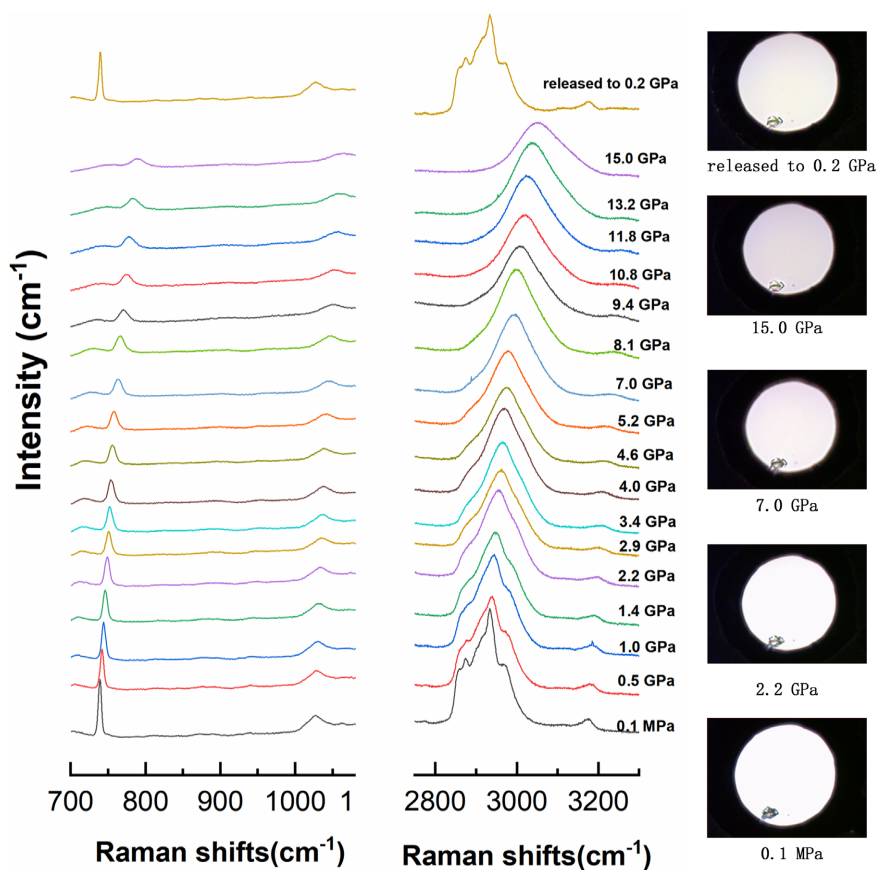 released to 0.2 GPa
15.0 GPa
13.2 GPa
11.8 GPa
10.8 GPa
9.4 GPa
8.1 GPa
7.0 GPa
5.2 GPa
4.6 GPa
4.0 GPa
3.4 GPa
2.9 GPa
2.2 GPa
1.4 GPa
1.0 GPa
0.5 GPa
0.1 MPa
Intensity (cm⁻¹)
700 800 900 1000 1
Raman shifts(cm⁻¹)
2800 3000 3200
Raman shifts(cm⁻¹)
released to 0.2 GPa
15.0 GPa
7.0 GPa
2.2 GPa
0.1 MPa